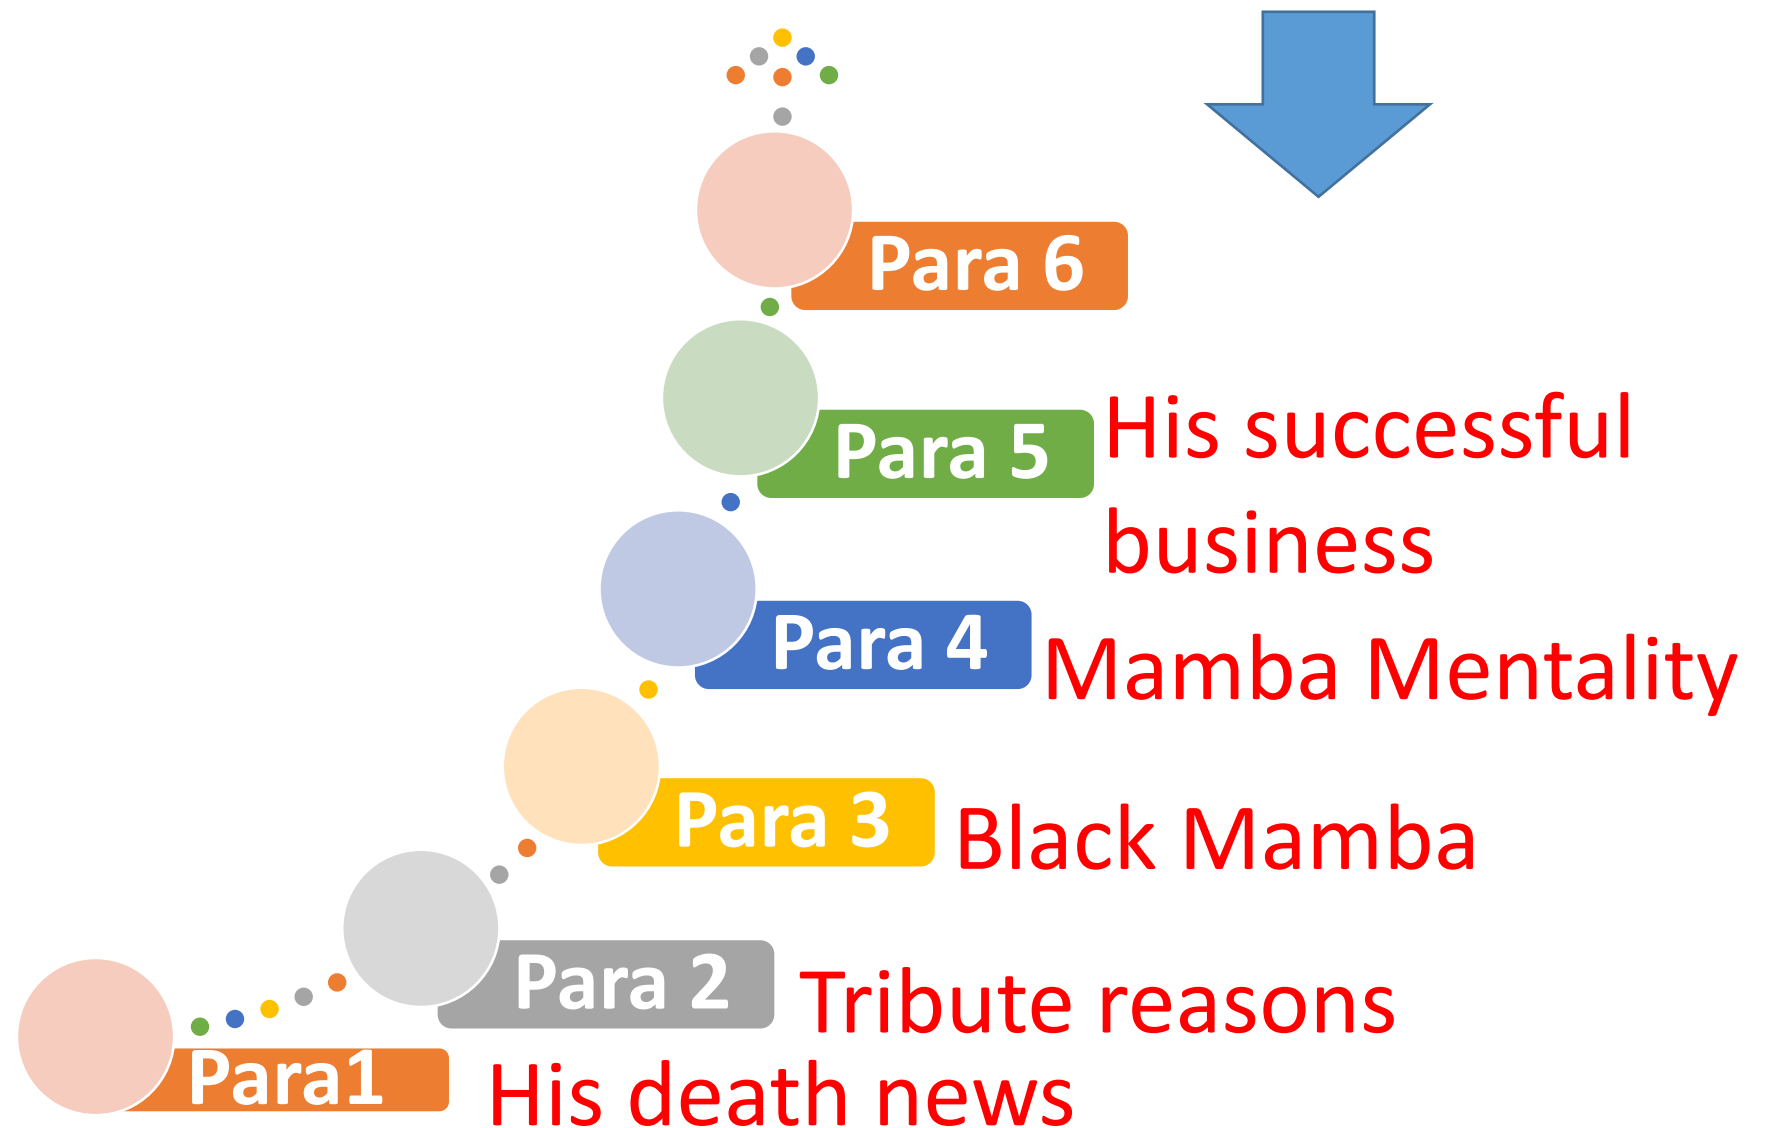 Para 6
Para 5 His successful
business
Para 4 Mamba Mentality
Para 3 Black Mamba
Para 2 Tribute reasons
Para1 His death news